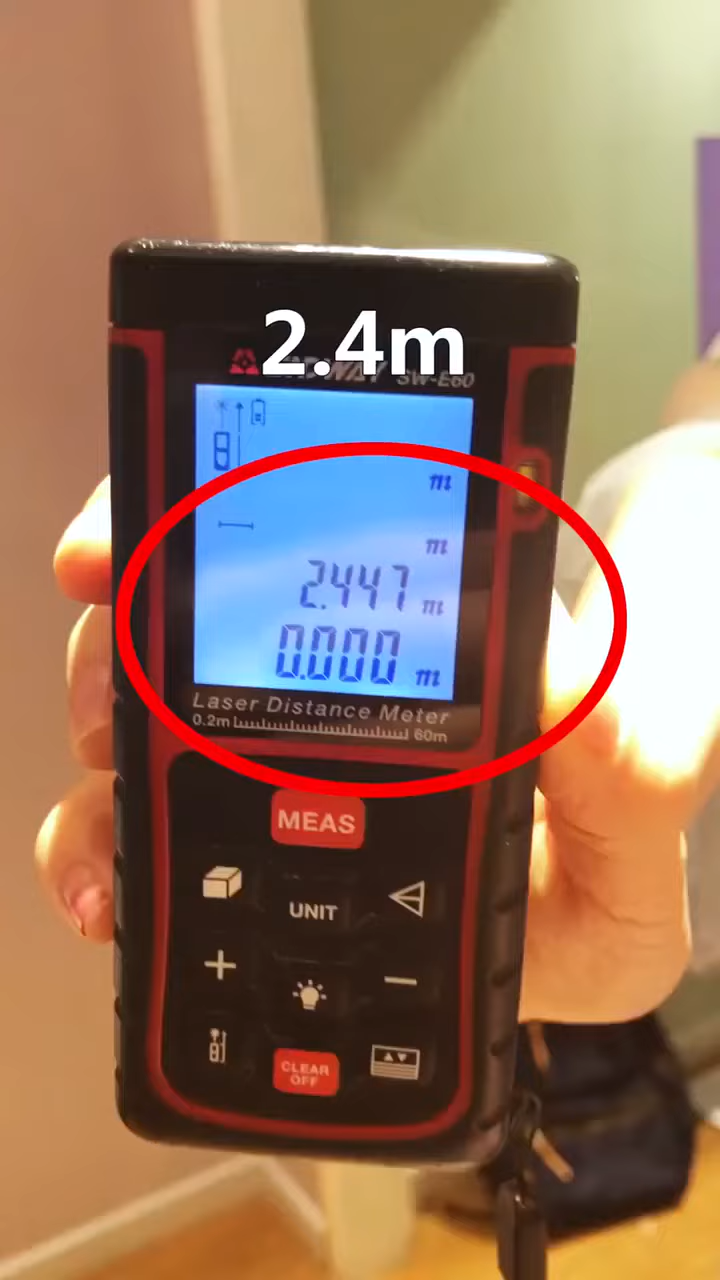 2.4m
SW-E60
m
m
2.447 m
0.000 m
Laser Distance Meter
0.2m 60m
MEAS
UNIT
CLEAR
OFF